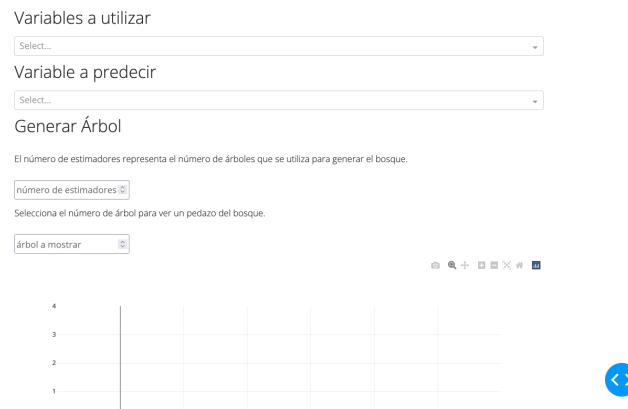 Variables a utilizar
Select...
Variable a predecir
Select...
Generar Árbol
El número de estimadores representa el número de árboles que se utiliza para generar el bosque.
número de estimadores
Selecciona el número de árbol para ver un pedazo del bosque.
árbol a mostrar
4
3
2
1